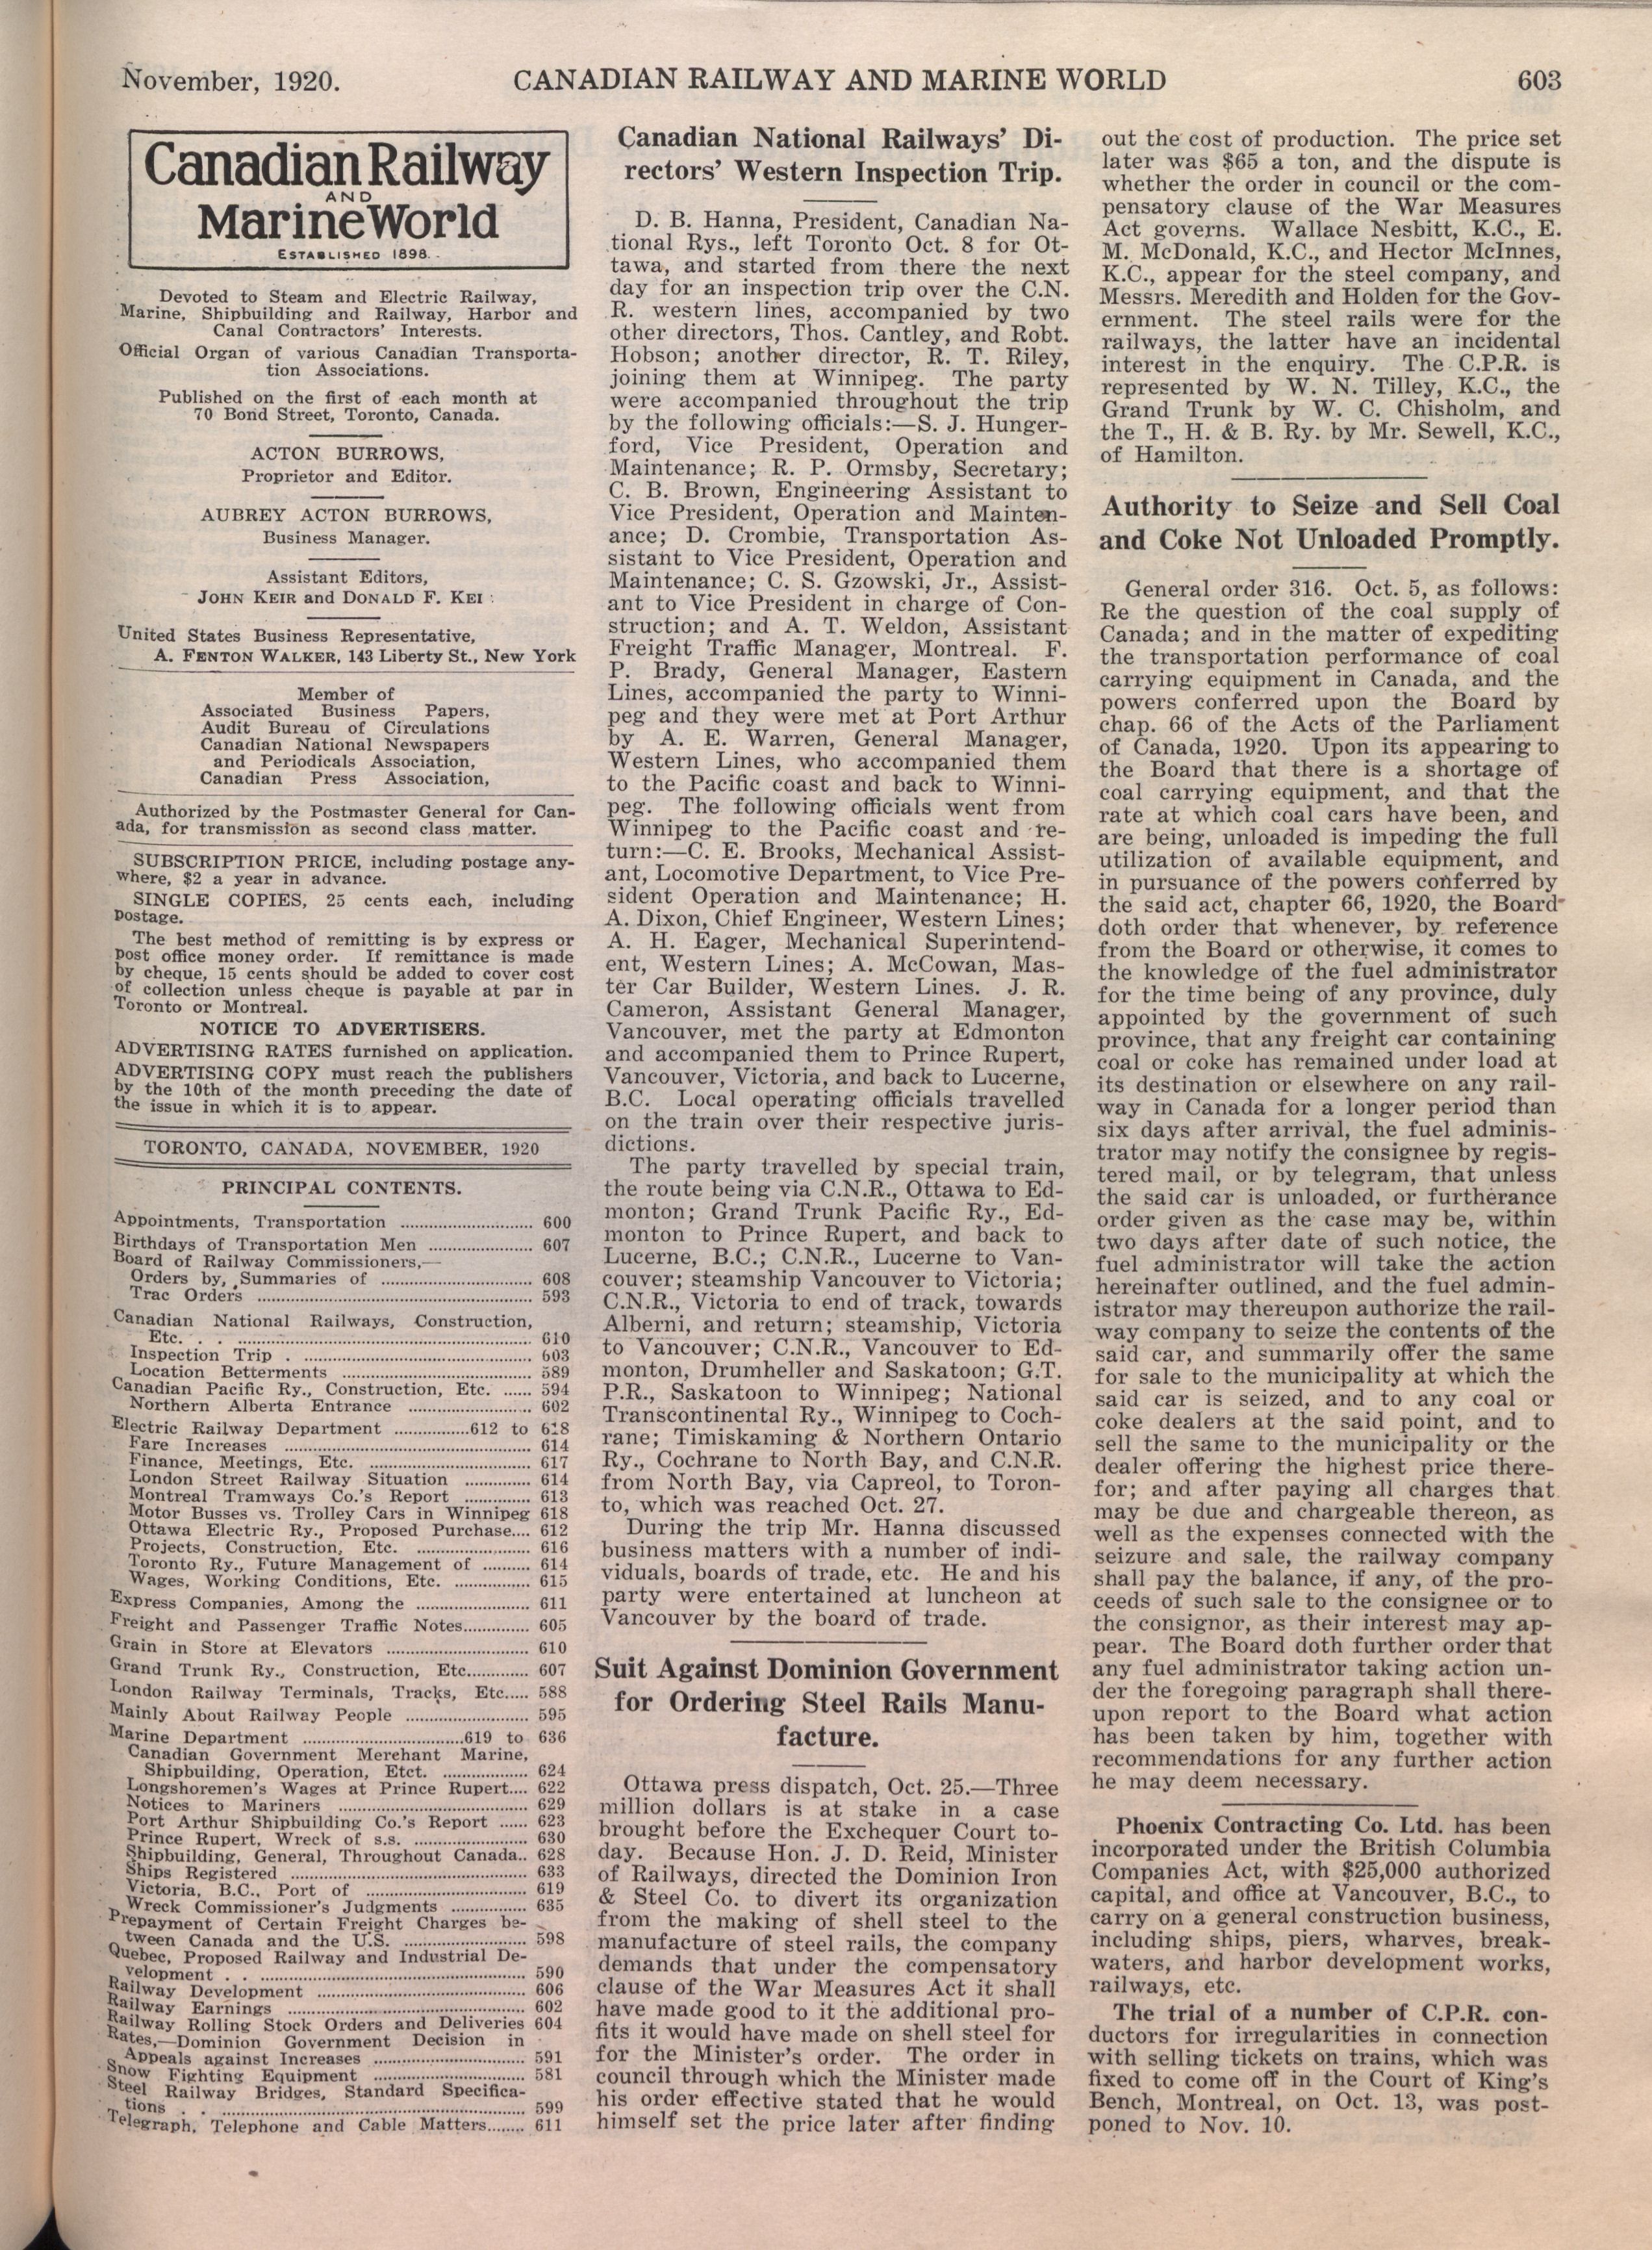 November, 1920.
CANADIAN RAILWAY AND MARINE WORLD
603
Canadian Railway
AND
Marine World
ESTABLISHED 1898.
Devoted to Steam and Electric Railway,
Marine, Shipbuilding and Railway, Harbor and
Canal Contractors' Interests.
Official Organ of various Canadian Transporta-
tion Associations.
Published on the first of each month at
70 Bond Street, Toronto, Canada.
ACTON BURROWS,
Proprietor and Editor.
AUBREY ACTON BURROWS,
Business Manager.
Assistant Editors,
JOHN KEIR and DONALD F. KEI
United States Business Representative,
A. FENTON WALKER, 143 Liberty St., New York
Member of
Associated Business Papers,
Audit Bureau of Circulations
Canadian National Newspapers
and Periodicals Association,
Canadian Press Association,
Authorized by the Postmaster General for Can-
ada, for transmission as second class matter.
SUBSCRIPTION PRICE, including postage any-
where, $2 a year in advance.
SINGLE COPIES, 25 cents each, including
postage.
The best method of remitting is by express or
post office money order. If remittance is made
by cheque, 15 cents should be added to cover cost
of collection unless cheque is payable at par in
Toronto or Montreal.
NOTICE TO ADVERTISERS.
ADVERTISING RATES furnished on application.
ADVERTISING COPY must reach the publishers
by the 10th of the month preceding the date of
the issue in which it is to appear.
TORONTO, CANADA, NOVEMBER, 1920
PRINCIPAL CONTENTS.
Appointments, Transportation ........ 600
Birthdays of Transportation Men ........ 607
Board of Railway Commissioners,—
Orders by, Summaries of ........ 608
Trac Orders ........ 593
Canadian National Railways, Construction,
Etc. . . ........ 610
Inspection Trip . ........ 603
Location Betterments ........ 589
Canadian Pacific Ry., Construction, Etc. ...... 594
Northern Alberta Entrance ........ 602
Electric Railway Department ........612 to 618
Fare Increases ........ 614
Finance, Meetings, Etc. ........ 617
London Street Railway Situation ........ 614
Montreal Tramways Co.'s Report ........ 613
Motor Busses vs. Trolley Cars in Winnipeg 618
Ottawa Electric Ry., Proposed Purchase.... 612
Projects, Construction, Etc. ........ 616
Toronto Ry., Future Management of ........ 614
Wages, Working Conditions, Etc. ........ 615
Express Companies, Among the ........ 611
Freight and Passenger Traffic Notes........ 605
Grain in Store at Elevators ........ 610
Grand Trunk Ry., Construction, Etc........ 607
London Railway Terminals, Tracks, Etc..... 588
Mainly About Railway People ........ 595
Marine Department ........619 to 636
Canadian Government Merchant Marine,
Shipbuilding, Operation, Etct. ........ 624
Longshoremen's Wages at Prince Rupert.... 622
Notices to Mariners ........ 629
Port Arthur Shipbuilding Co.'s Report ...... 623
Prince Rupert, Wreck of s.s. ........ 630
Shipbuilding, General, Throughout Canada.. 628
Ships Registered ........ 633
Victoria, B.C., Port of ........ 619
Wreck Commissioner's Judgments ........ 635
Prepayment of Certain Freight Charges be-
tween Canada and the U.S. ........ 598
Quebec, Proposed Railway and Industrial De-
velopment . . ........ 590
Railway Development ........ 606
Railway Earnings ........ 602
Railway Rolling Stock Orders and Deliveries 604
Rates,—Dominion Government Decision in
Appeals against Increases ........ 591
Snow Fighting Equipment ........ 581
Steel Railway Bridges, Standard Specifica-
tions . . ........ 599
Telegraph, Telephone and Cable Matters........ 611
Canadian National Railways' Di-
rectors' Western Inspection Trip.
D. B. Hanna, President, Canadian Na-
tional Rys., left Toronto Oct. 8 for Ot-
tawa, and started from there the next
day for an inspection trip over the C.N.
R. western lines, accompanied by two
other directors, Thos. Cantley, and Robt.
Hobson; another director, R. T. Riley,
joining them at Winnipeg. The party
were accompanied throughout the trip
by the following officials:—S. J. Hunger-
ford, Vice President, Operation and
Maintenance; R. P. Ormsby, Secretary;
C. B. Brown, Engineering Assistant to
Vice President, Operation and Mainten-
ance; D. Crombie, Transportation As-
sistant to Vice President, Operation and
Maintenance; C. S. Gzowski, Jr., Assist-
ant to Vice President in charge of Con-
struction; and A. T. Weldon, Assistant
Freight Traffic Manager, Montreal. F.
P. Brady, General Manager, Eastern
Lines, accompanied the party to Winni-
peg and they were met at Port Arthur
by A. E. Warren, General Manager,
Western Lines, who accompanied them
to the Pacific coast and back to Winni-
peg. The following officials went from
Winnipeg to the Pacific coast and re-
turn:—C. E. Brooks, Mechanical Assist-
ant, Locomotive Department, to Vice Pre-
sident Operation and Maintenance; H.
A. Dixon, Chief Engineer, Western Lines;
A. H. Eager, Mechanical Superintend-
ent, Western Lines; A. McCowan, Mas-
ter Car Builder, Western Lines. J. R.
Cameron, Assistant General Manager,
Vancouver, met the party at Edmonton
and accompanied them to Prince Rupert,
Vancouver, Victoria, and back to Lucerne,
B.C. Local operating officials travelled
on the train over their respective juris-
dictions.
The party travelled by special train,
the route being via C.N.R., Ottawa to Ed-
monton; Grand Trunk Pacific Ry., Ed-
monton to Prince Rupert, and back to
Lucerne, B.C.; C.N.R., Lucerne to Van-
couver; steamship Vancouver to Victoria;
C.N.R., Victoria to end of track, towards
Alberni, and return; steamship, Victoria
to Vancouver; C.N.R., Vancouver to Ed-
monton, Drumheller and Saskatoon; G.T.
P.R., Saskatoon to Winnipeg; National
Transcontinental Ry., Winnipeg to Coch-
rane; Timiskaming & Northern Ontario
Ry., Cochrane to North Bay, and C.N.R.
from North Bay, via Capreol, to Toron-
to, which was reached Oct. 27.
During the trip Mr. Hanna discussed
business matters with a number of indi-
viduals, boards of trade, etc. He and his
party were entertained at luncheon at
Vancouver by the board of trade.
Suit Against Dominion Government
for Ordering Steel Rails Manu-
facture.
Ottawa press dispatch, Oct. 25.—Three
million dollars is at stake in a case
brought before the Exchequer Court to-
day. Because Hon. J. D. Reid, Minister
of Railways, directed the Dominion Iron
& Steel Co. to divert its organization
from the making of shell steel to the
manufacture of steel rails, the company
demands that under the compensatory
clause of the War Measures Act it shall
have made good to it the additional pro-
fits it would have made on shell steel for
for the Minister's order. The order in
council through which the Minister made
his order effective stated that he would
himself set the price later after finding
out the cost of production. The price set
later was $65 a ton, and the dispute is
whether the order in council or the com-
pensatory clause of the War Measures
Act governs. Wallace Nesbitt, K.C., E.
M. McDonald, K.C., and Hector McInnes,
K.C., appear for the steel company, and
Messrs. Meredith and Holden for the Gov-
ernment. The steel rails were for the
railways, the latter have an incidental
interest in the enquiry. The C.P.R. is
represented by W. N. Tilley, K.C., the
Grand Trunk by W. C. Chisholm, and
the T., H. & B. Ry. by Mr. Sewell, K.C.,
of Hamilton.
Authority to Seize and Sell Coal
and Coke Not Unloaded Promptly.
General order 316. Oct. 5, as follows:
Re the question of the coal supply of
Canada; and in the matter of expediting
the transportation performance of coal
carrying equipment in Canada, and the
powers conferred upon the Board by
chap. 66 of the Acts of the Parliament
of Canada, 1920. Upon its appearing to
the Board that there is a shortage of
coal carrying equipment, and that the
rate at which coal cars have been, and
are being, unloaded is impeding the full
utilization of available equipment, and
in pursuance of the powers conferred by
the said act, chapter 66, 1920, the Board
doth order that whenever, by reference
from the Board or otherwise, it comes to
the knowledge of the fuel administrator
for the time being of any province, duly
appointed by the government of such
province, that any freight car containing
coal or coke has remained under load at
its destination or elsewhere on any rail-
way in Canada for a longer period than
six days after arrival, the fuel adminis-
trator may notify the consignee by regis-
tered mail, or by telegram, that unless
the said car is unloaded, or furtherance
order given as the case may be, within
two days after date of such notice, the
fuel administrator will take the action
hereinafter outlined, and the fuel admin-
istrator may thereupon authorize the rail-
way company to seize the contents of the
said car, and summarily offer the same
for sale to the municipality at which the
said car is seized, and to any coal or
coke dealers at the said point, and to
sell the same to the municipality or the
dealer offering the highest price there-
for; and after paying all charges that
may be due and chargeable thereon, as
well as the expenses connected with the
seizure and sale, the railway company
shall pay the balance, if any, of the pro-
ceeds of such sale to the consignee or to
the consignor, as their interest may ap-
pear. The Board doth further order that
any fuel administrator taking action un-
der the foregoing paragraph shall there-
upon report to the Board what action
has been taken by him, together with
recommendations for any further action
he may deem necessary.
Phoenix Contracting Co. Ltd. has been
incorporated under the British Columbia
Companies Act, with $25,000 authorized
capital, and office at Vancouver, B.C., to
carry on a general construction business,
including ships, piers, wharves, break-
waters, and harbor development works,
railways, etc.
The trial of a number of C.P.R. con-
ductors for irregularities in connection
with selling tickets on trains, which was
fixed to come off in the Court of King's
Bench, Montreal, on Oct. 13, was post-
poned to Nov. 10.